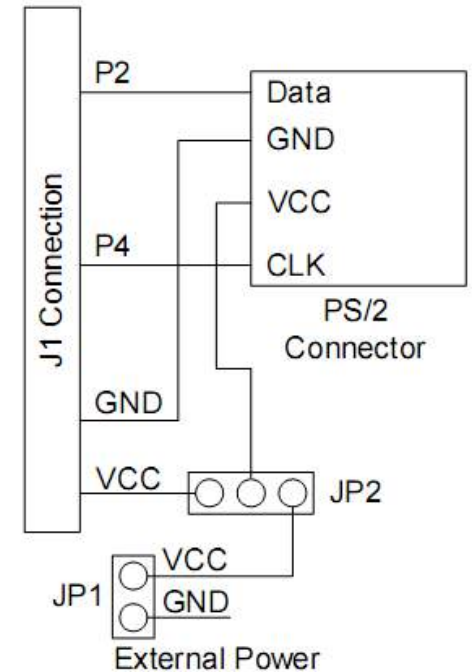 P2
Data
GND
VCC
P4
CLK
J1 Connection
PS/2
Connector
GND
VCC
JP2
VCC
JP1
GND
External Power